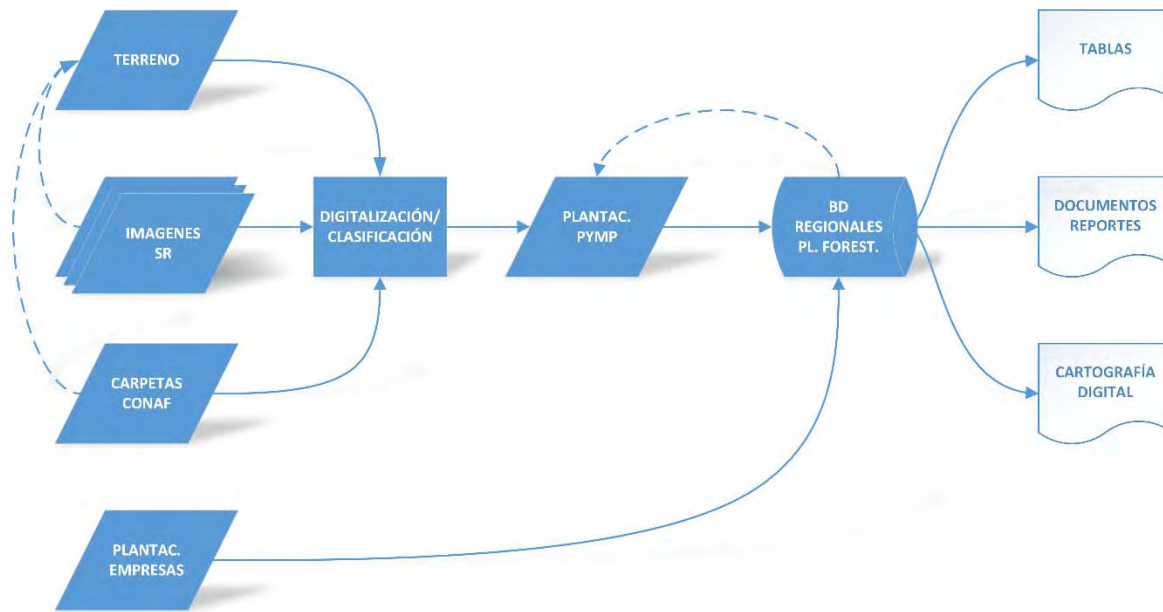 TERRENO
TABLAS
IMAGENES
SR
DIGITALIZACIÓN/
CLASIFICACIÓN
PLANTAC.
PYMP
BD
REGIONALES
PL. FOREST.
DOCUMENTOS
REPORTES
CARPETAS
CONAF
CARTOGRAFÍA
DIGITAL
PLANTAC.
EMPRESAS